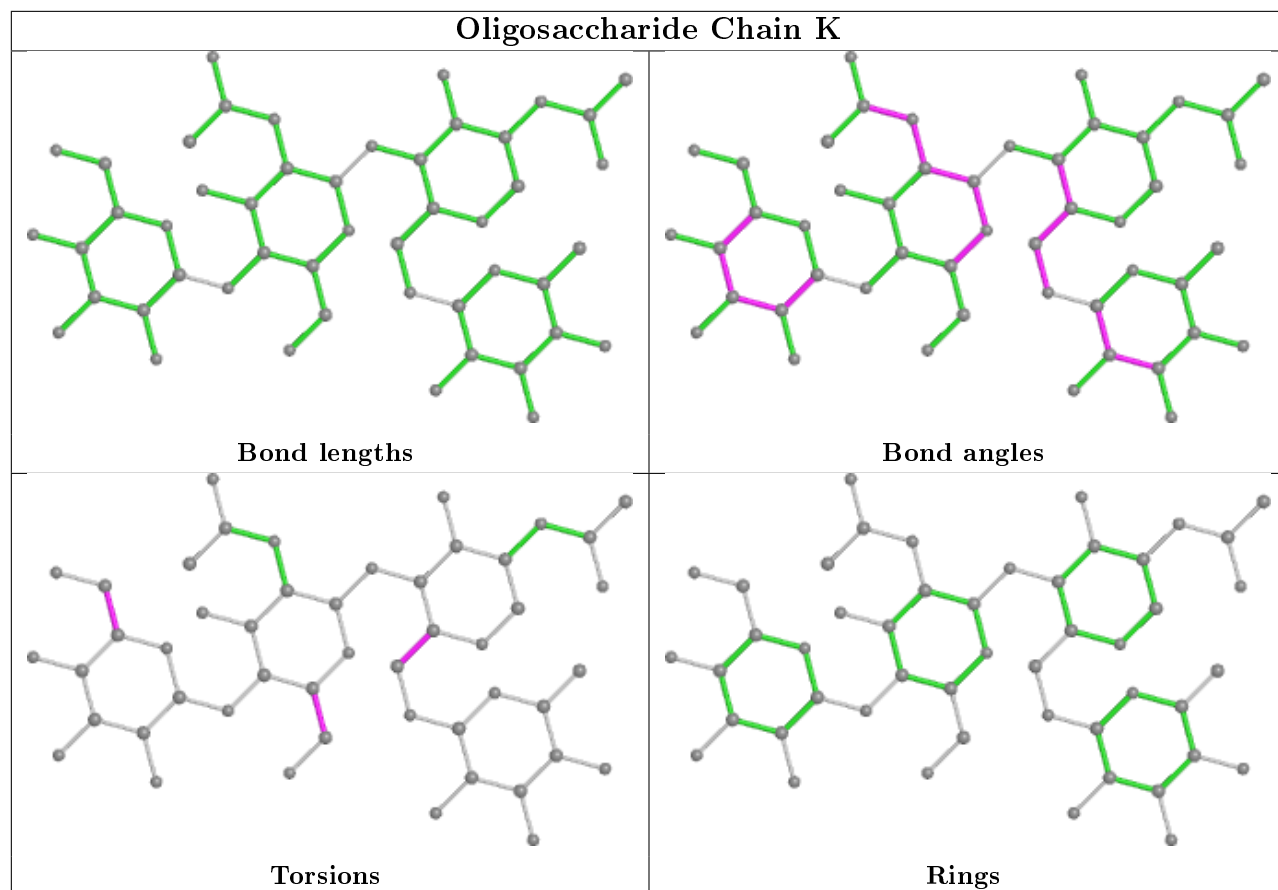 Oligosaccharide Chain K
Bond lengths
Bond angles
Torsions
Rings